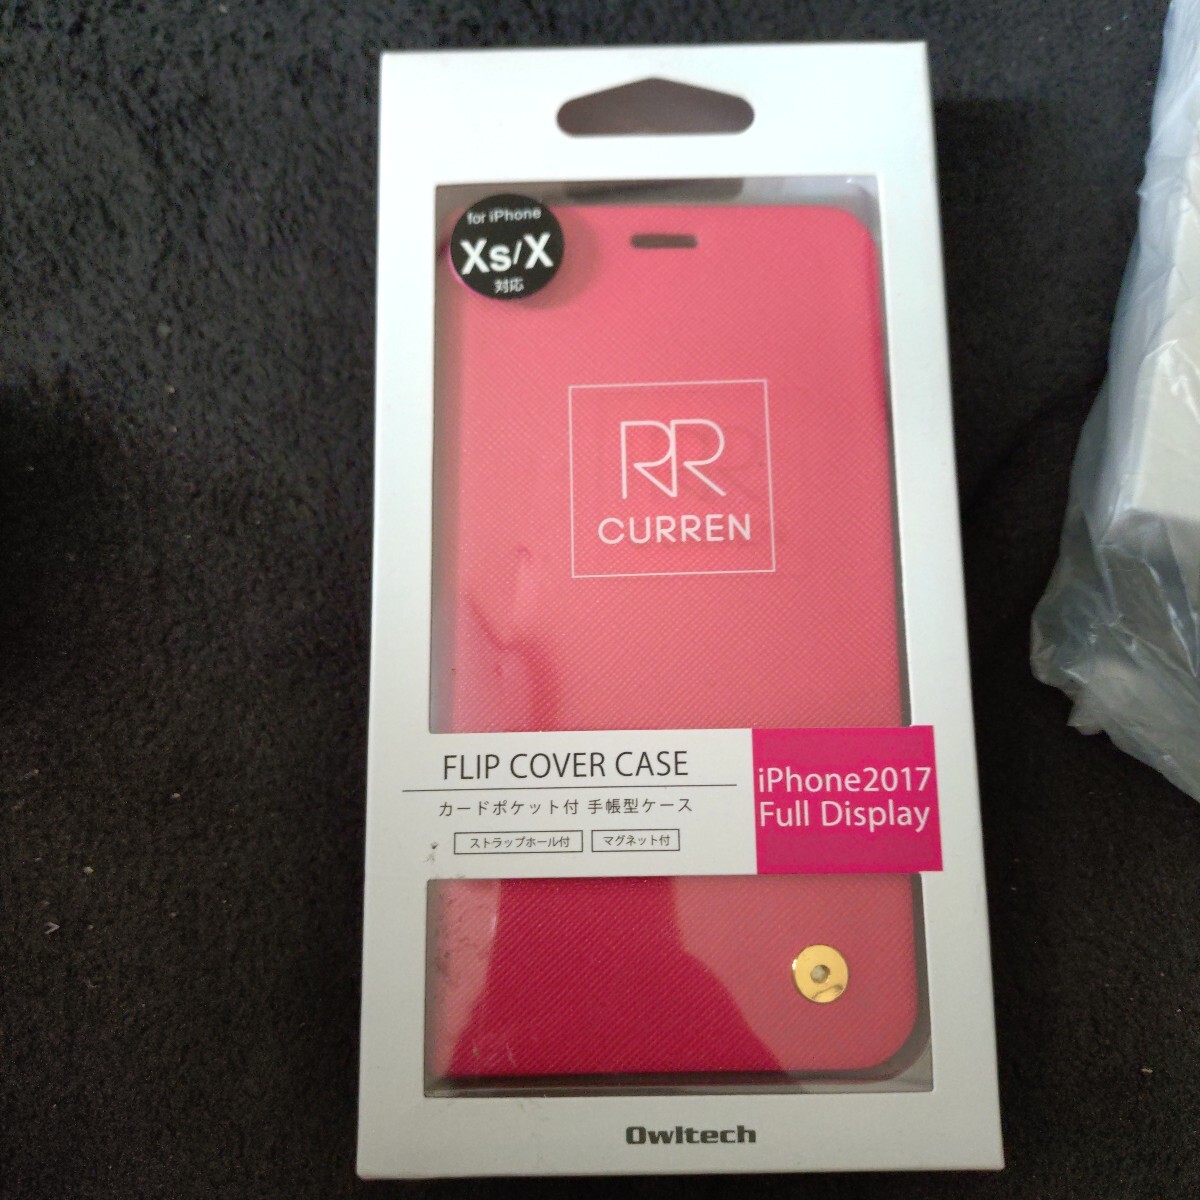 for iPhone
Xs/X
対応
RR
CURREN
FLIP COVER CASE
カードポケット付 手帳型ケース
ストラップホール付 マグネット付
iPhone2017
Full Display
Owltech